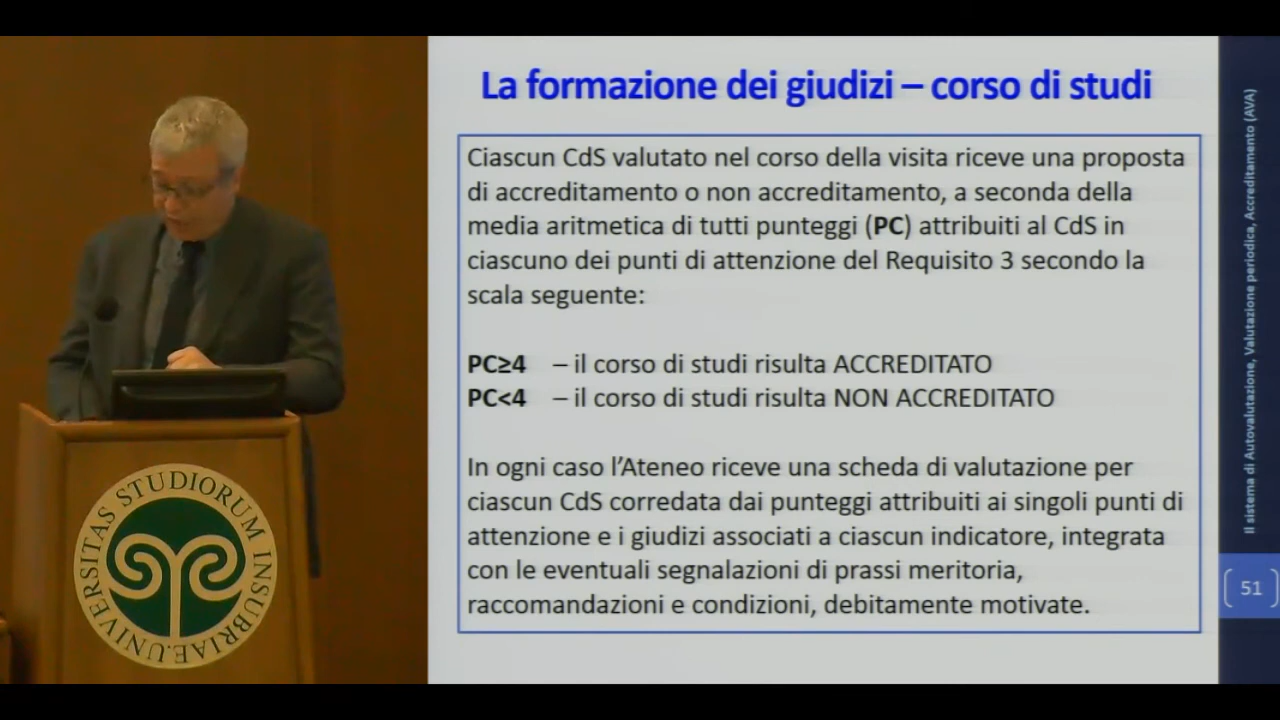 La formazione dei giudizi – corso di studi
Ciascun CdS valutato nel corso della visita riceve una proposta
di accreditamento o non accreditamento, a seconda della
media aritmetica di tutti punteggi (PC) attribuiti al CdS in
ciascuno dei punti di attenzione del Requisito 3 secondo la
scala seguente:
PC≥4 – il corso di studi risulta ACCREDITATO
PC<4 – il corso di studi risulta NON ACCREDITATO
In ogni caso l'Ateneo riceve una scheda di valutazione per
ciascun CdS corredata dai punteggi attribuiti ai singoli punti di
attenzione e i giudizi associati a ciascun indicatore, integrata
con le eventuali segnalazioni di prassi meritoria,
raccomandazioni e condizioni, debitamente motivate.
Il sistema di Autovalutazione, Valutazione periodica, Accreditamento (AVA)
51
UNIVERSITAS STUDIORUM INSUBRIAE